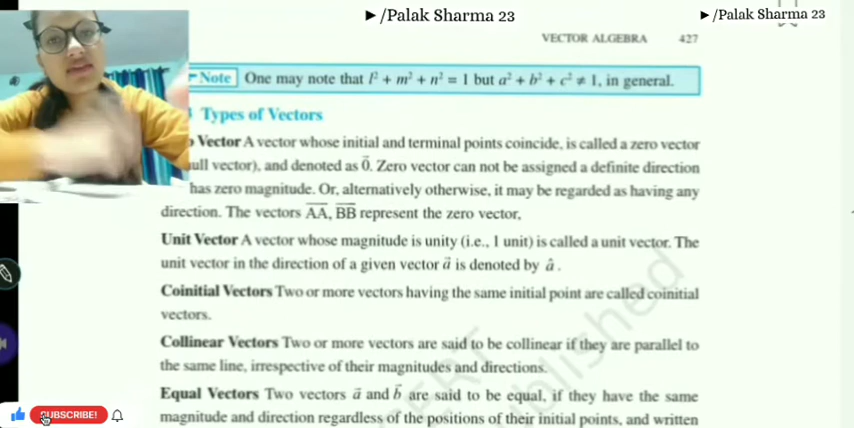 ▶/Palak Sharma 23
▶/Palak Sharma 23
VECTOR ALGEBRA 427
Note One may note that l² + m² + n² = 1 but a² + b² + c² ≠ 1, in general.
Types of Vectors
Vector A vector whose initial and terminal points coincide, is called a zero vector
ull vector), and denoted as 0⃗. Zero vector can not be assigned a definite direction
has zero magnitude. Or, alternatively otherwise, it may be regarded as having any
direction. The vectors A͞A͞, B͞B͞ represent the zero vector,
Unit Vector A vector whose magnitude is unity (i.e., 1 unit) is called a unit vector. The
unit vector in the direction of a given vector a⃗ is denoted by â .
Coinitial Vectors Two or more vectors having the same initial point are called coinitial
vectors.
Collinear Vectors Two or more vectors are said to be collinear if they are parallel to
the same line, irrespective of their magnitudes and directions.
Equal Vectors Two vectors a⃗ and b⃗ are said to be equal, if they have the same
magnitude and direction regardless of the positions of their initial points, and written
SUBSCRIBE!